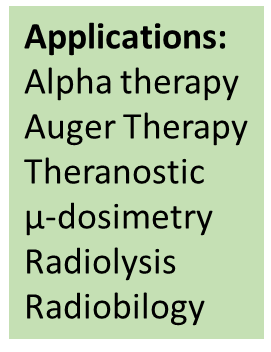 Applications:
Alpha therapy
Auger Therapy
Theranostic
μ-dosimetry
Radiolysis
Radiobilogy